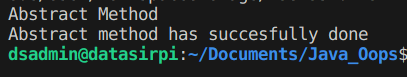 Abstract Method
Abstract method has succesfully done
dsadmin@datasirpi:~/Documents/Java_Oops$